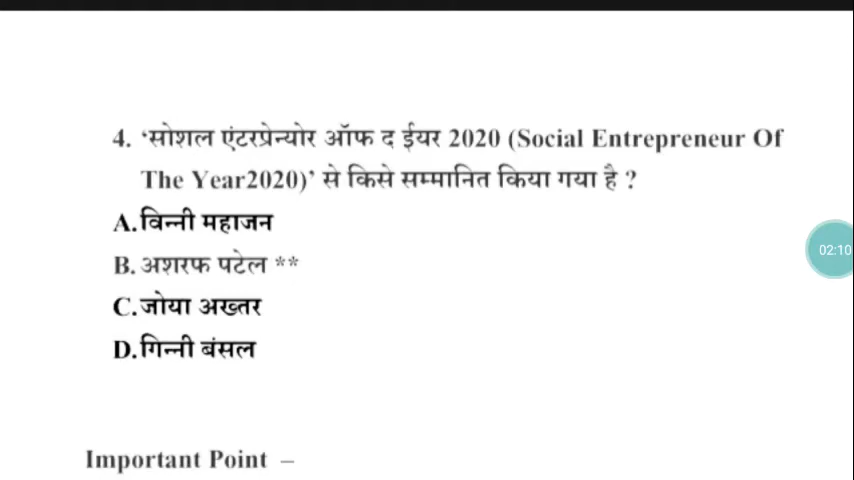 4. ‘सोशल एंटरप्रेन्योर ऑफ द ईयर 2020 (Social Entrepreneur Of
The Year2020)’ से किसे सम्मानित किया गया है ?
A.विन्नी महाजन
B. अशरफ पटेल **
C.जोया अख्तर
D.गिन्नी बंसल
02:10
Important Point –